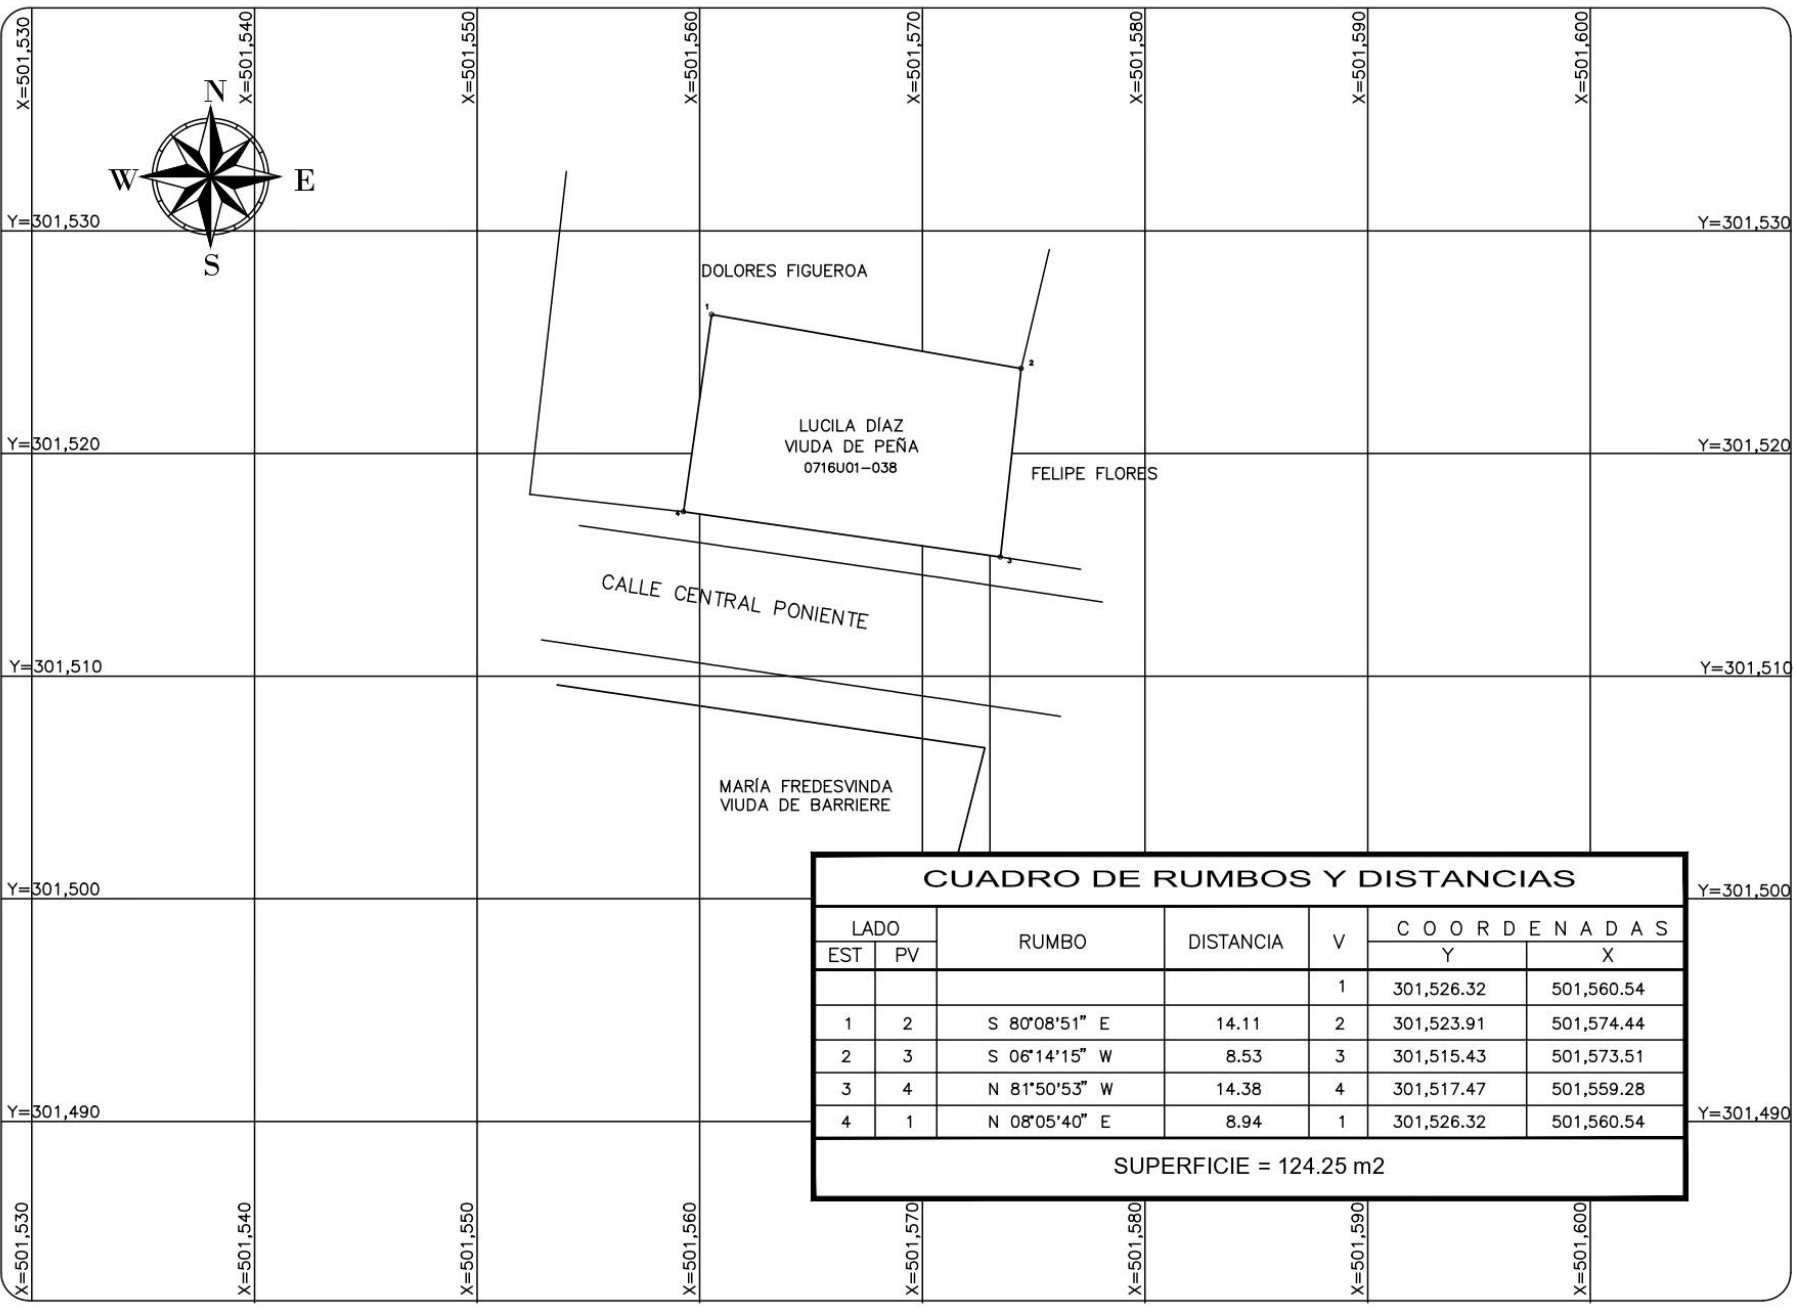 X=501,530
X=501,540
X=501,550
X=501,560
X=501,570
X=501,580
X=501,590
X=501,600
N
W
E
S
Y=301,530
Y=301,530
DOLORES FIGUEROA
1
2
LUCILA DÍAZ
VIUDA DE PEÑA
0716U01-038
Y=301,520
Y=301,520
FELIPE FLORES
4
3
CALLE CENTRAL PONIENTE
Y=301,510
Y=301,510
MARÍA FREDESVINDA
VIUDA DE BARRIERE
Y=301,500
Y=301,500
CUADRO DE RUMBOS Y DISTANCIAS
LADO RUMBO DISTANCIA V COORDENADAS
EST PV Y X
1 301,526.32 501,560.54
1 2 S 80°08'51" E 14.11 2 301,523.91 501,574.44
2 3 S 06°14'15" W 8.53 3 301,515.43 501,573.51
3 4 N 81°50'53" W 14.38 4 301,517.47 501,559.28
4 1 N 08°05'40" E 8.94 1 301,526.32 501,560.54
SUPERFICIE = 124.25 m2
Y=301,490
Y=301,490
X=501,530
X=501,540
X=501,550
X=501,560
X=501,570
X=501,580
X=501,590
X=501,600